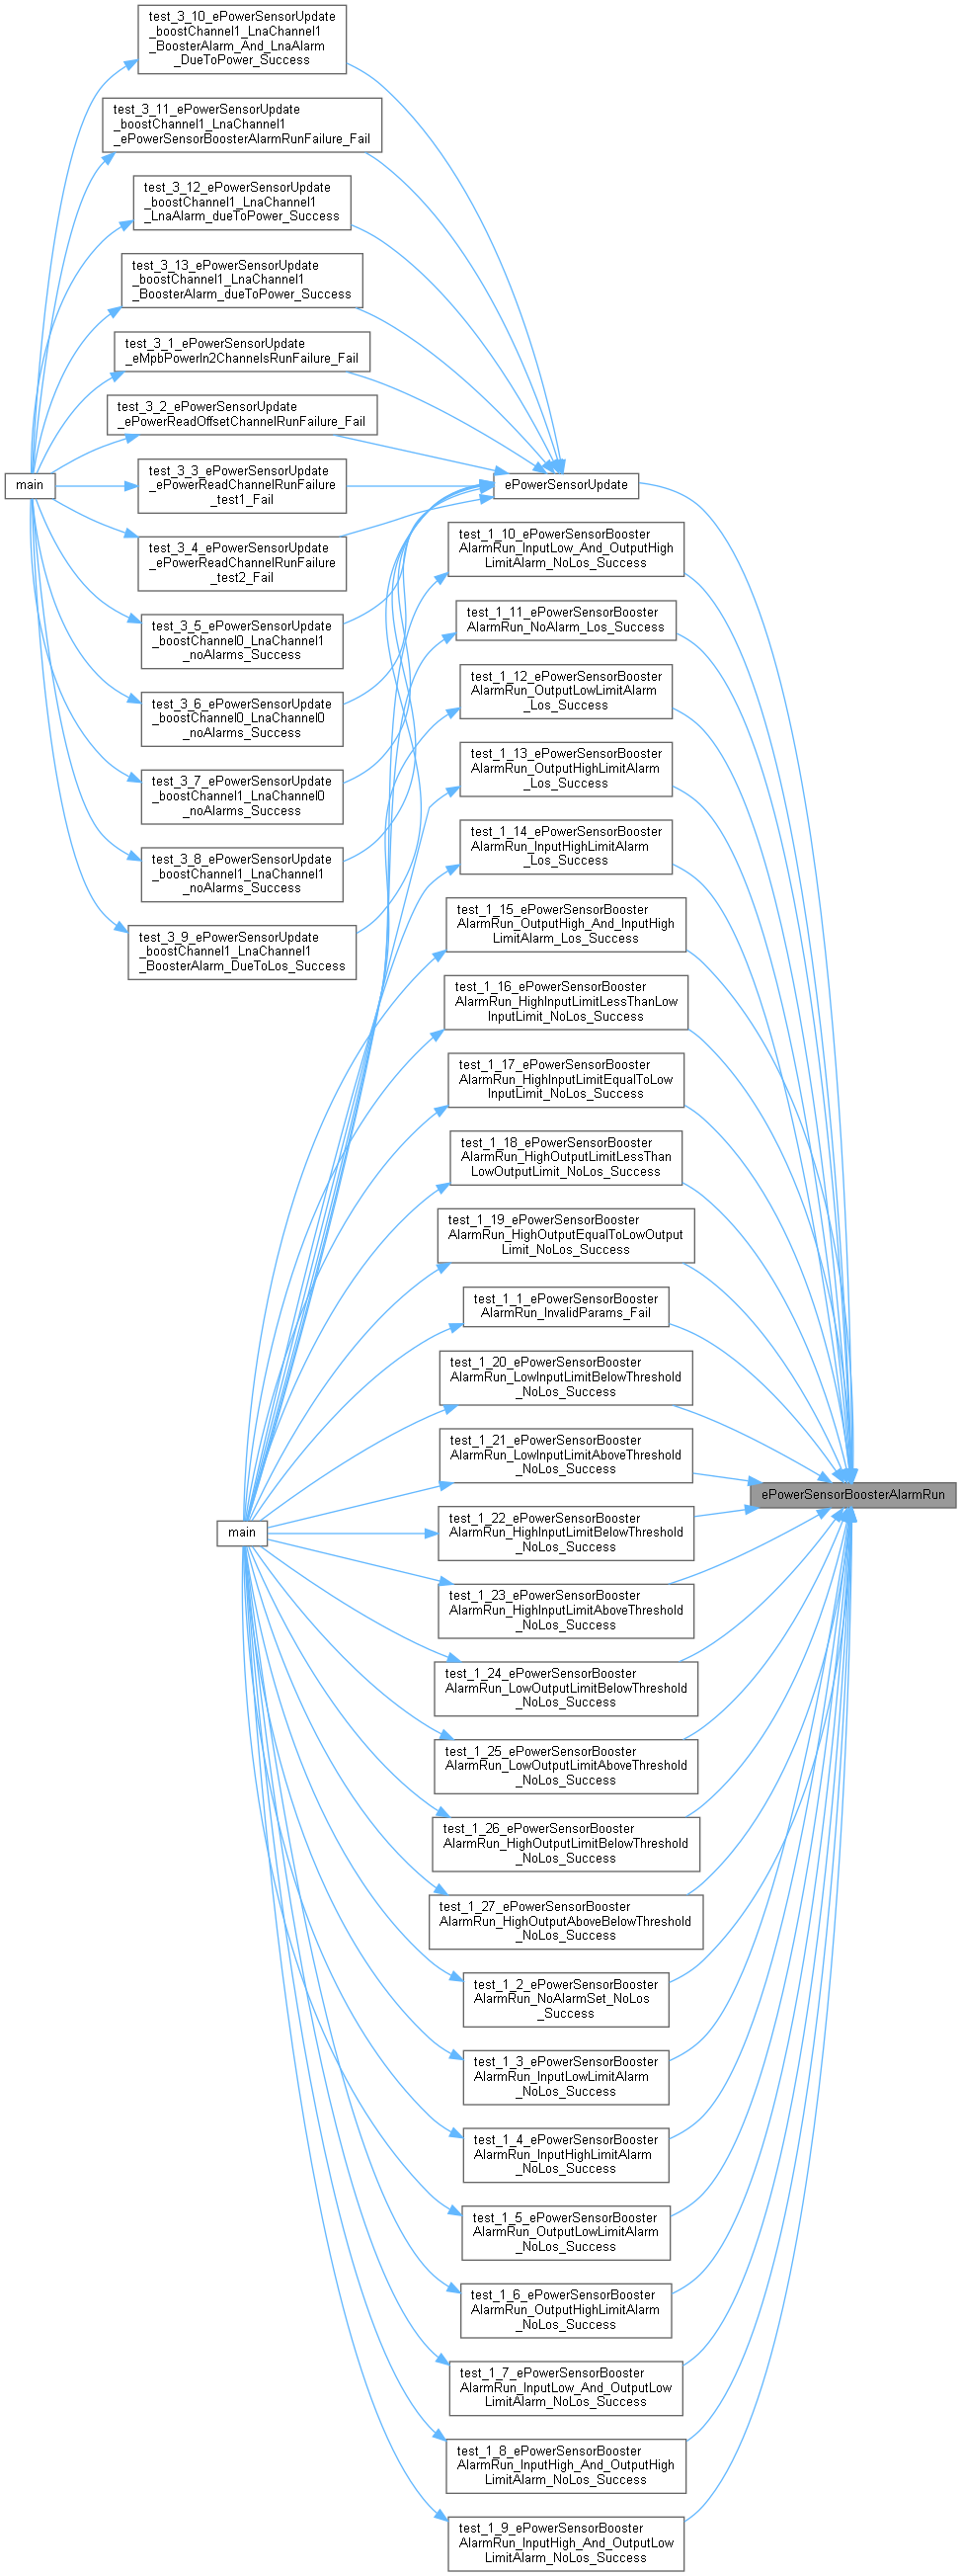 test_3_10_ePowerSensorUpdate
_boostChannel1_LnaChannel1
_BoosterAlarm_And_LnaAlarm
_DueToPower_Success
test_3_11_ePowerSensorUpdate
_boostChannel1_LnaChannel1
_ePowerSensorBoosterAlarmRunFailure_Fail
test_3_12_ePowerSensorUpdate
_boostChannel1_LnaChannel1
_LnaAlarm_dueToPower_Success
test_3_13_ePowerSensorUpdate
_boostChannel1_LnaChannel1
_BoosterAlarm_dueToPower_Success
test_3_1_ePowerSensorUpdate
_eMpbPowerIn2ChannelsRunFailure_Fail
test_3_2_ePowerSensorUpdate
_ePowerReadOffsetChannelRunFailure_Fail
main
test_3_3_ePowerSensorUpdate
_ePowerReadChannelRunFailure
_test1_Fail
ePowerSensorUpdate
test_3_4_ePowerSensorUpdate
_ePowerReadChannelRunFailure
_test2_Fail
test_3_5_ePowerSensorUpdate
_boostChannel0_LnaChannel1
_noAlarms_Success
test_3_6_ePowerSensorUpdate
_boostChannel0_LnaChannel0
_noAlarms_Success
test_3_7_ePowerSensorUpdate
_boostChannel1_LnaChannel0
_noAlarms_Success
test_3_8_ePowerSensorUpdate
_boostChannel1_LnaChannel1
_noAlarms_Success
test_3_9_ePowerSensorUpdate
_boostChannel1_LnaChannel1
_BoosterAlarm_DueToLos_Success
test_1_10_ePowerSensorBooster
AlarmRun_InputLow_And_OutputHigh
LimitAlarm_NoLos_Success
test_1_11_ePowerSensorBooster
AlarmRun_NoAlarm_Los_Success
test_1_12_ePowerSensorBooster
AlarmRun_OutputLowLimitAlarm
_Los_Success
test_1_13_ePowerSensorBooster
AlarmRun_OutputHighLimitAlarm
_Los_Success
test_1_14_ePowerSensorBooster
AlarmRun_InputHighLimitAlarm
_Los_Success
test_1_15_ePowerSensorBooster
AlarmRun_OutputHigh_And_InputHigh
LimitAlarm_Los_Success
test_1_16_ePowerSensorBooster
AlarmRun_HighInputLimitLessThanLow
InputLimit_NoLos_Success
test_1_17_ePowerSensorBooster
AlarmRun_HighInputLimitEqualToLow
InputLimit_NoLos_Success
test_1_18_ePowerSensorBooster
AlarmRun_HighOutputLimitLessThan
LowOutputLimit_NoLos_Success
test_1_19_ePowerSensorBooster
AlarmRun_HighOutputEqualToLowOutput
Limit_NoLos_Success
test_1_1_ePowerSensorBooster
AlarmRun_InvalidParams_Fail
test_1_20_ePowerSensorBooster
AlarmRun_LowInputLimitBelowThreshold
_NoLos_Success
test_1_21_ePowerSensorBooster
AlarmRun_LowInputLimitAboveThreshold
_NoLos_Success
ePowerSensorBoosterAlarmRun
main
test_1_22_ePowerSensorBooster
AlarmRun_HighInputLimitBelowThreshold
_NoLos_Success
test_1_23_ePowerSensorBooster
AlarmRun_HighInputLimitAboveThreshold
_NoLos_Success
test_1_24_ePowerSensorBooster
AlarmRun_LowOutputLimitBelowThreshold
_NoLos_Success
test_1_25_ePowerSensorBooster
AlarmRun_LowOutputLimitAboveThreshold
_NoLos_Success
test_1_26_ePowerSensorBooster
AlarmRun_HighOutputLimitBelowThreshold
_NoLos_Success
test_1_27_ePowerSensorBooster
AlarmRun_HighOutputAboveBelowThreshold
_NoLos_Success
test_1_2_ePowerSensorBooster
AlarmRun_NoAlarmSet_NoLos
_Success
test_1_3_ePowerSensorBooster
AlarmRun_InputLowLimitAlarm
_NoLos_Success
test_1_4_ePowerSensorBooster
AlarmRun_InputHighLimitAlarm
_NoLos_Success
test_1_5_ePowerSensorBooster
AlarmRun_OutputLowLimitAlarm
_NoLos_Success
test_1_6_ePowerSensorBooster
AlarmRun_OutputHighLimitAlarm
_NoLos_Success
test_1_7_ePowerSensorBooster
AlarmRun_InputLow_And_OutputLow
LimitAlarm_NoLos_Success
test_1_8_ePowerSensorBooster
AlarmRun_InputHigh_And_OutputHigh
LimitAlarm_NoLos_Success
test_1_9_ePowerSensorBooster
AlarmRun_InputHigh_And_OutputLow
LimitAlarm_NoLos_Success